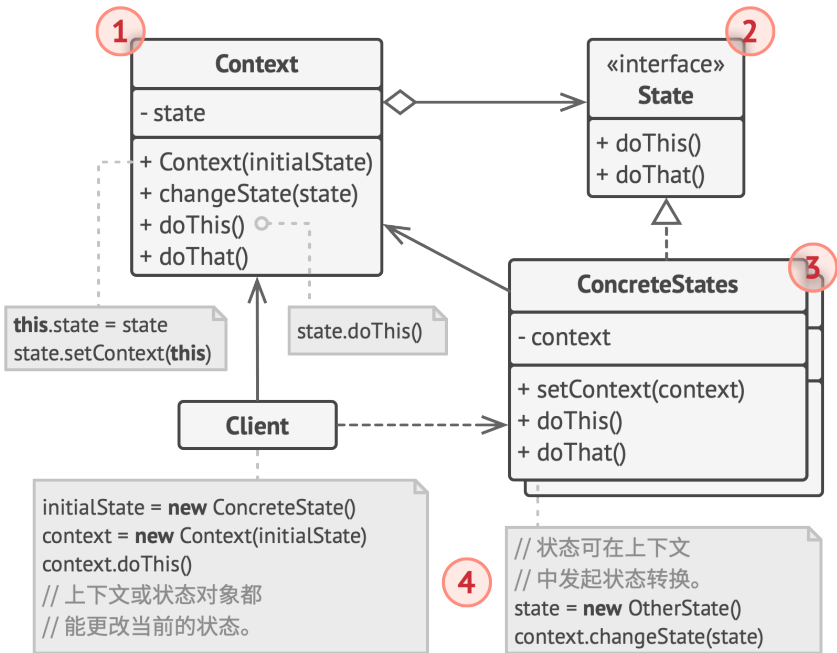 1
Context
- state
+ Context(initialState)
+ changeState(state)
+ doThis()
+ doThat()
this.state = state
state.setContext(this)
state.doThis()
2
«interface»
State
+ doThis()
+ doThat()
3
ConcreteStates
- context
+ setContext(context)
+ doThis()
+ doThat()
Client
initialState = new ConcreteState()
context = new Context(initialState)
context.doThis()
// 上下文或状态对象都
// 能更改当前的状态。
4
// 状态可在上下文
// 中发起状态转换。
state = new OtherState()
context.changeState(state)